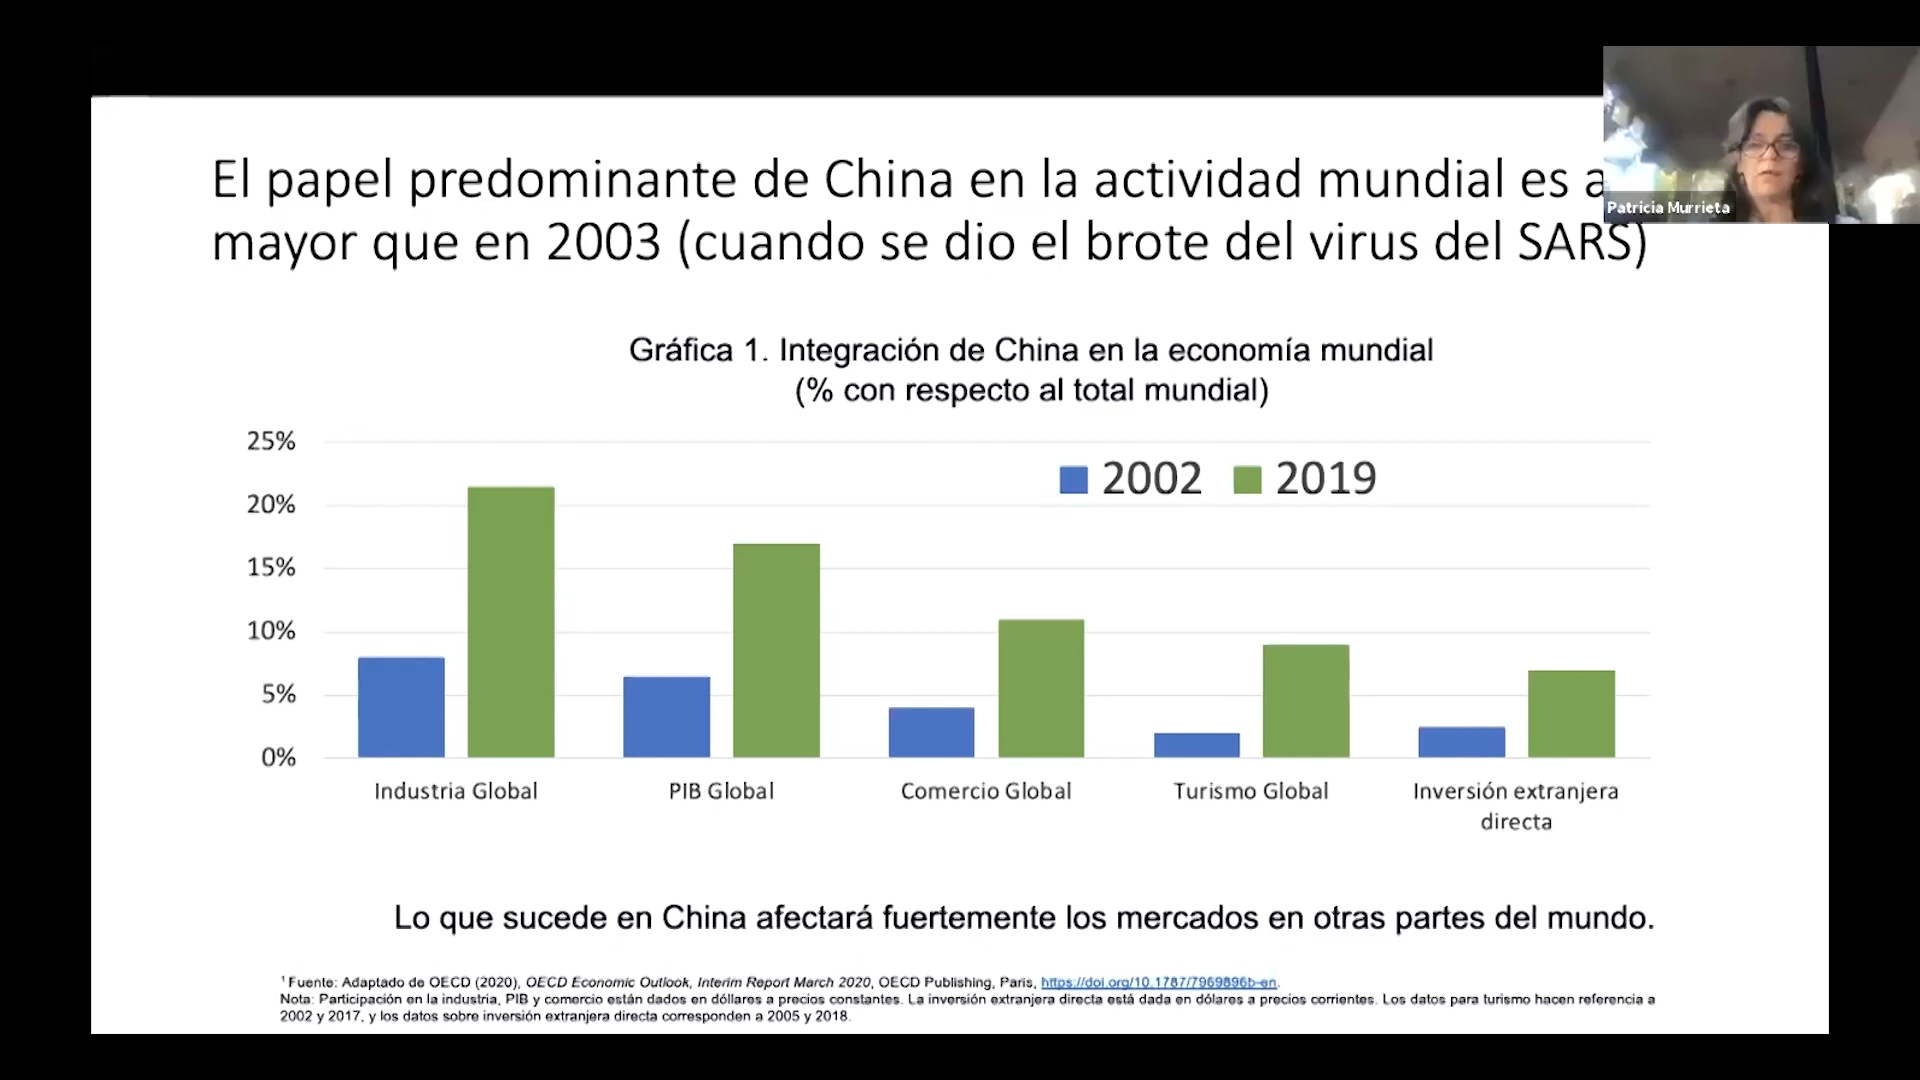 El papel predominante de China en la actividad mundial es
mayor que en 2003 (cuando se dio el brote del virus del SARS)
Patricia Murrieta
Gráfica 1. Integración de China en la economía mundial
(% con respecto al total mundial)
2002 2019
25%
20%
15%
10%
5%
0%
Industria Global
PIB Global
Comercio Global
Turismo Global
Inversión extranjera
directa
Lo que sucede en China afectará fuertemente los mercados en otras partes del mundo.
1 Fuente: Adaptado de OECD (2020), OECD Economic Outlook, Interim Report March 2020, OECD Publishing, Paris, https://doi.org/10.1787/7969896b-en.
Nota: Participación en la industria, PIB y comercio están dados en dóllares a precios constantes. La inversión extranjera directa está dada en dólares a precios corrientes. Los datos para turismo hacen referencia a
2002 y 2017, y los datos sobre inversión extranjera directa corresponden a 2005 y 2018.